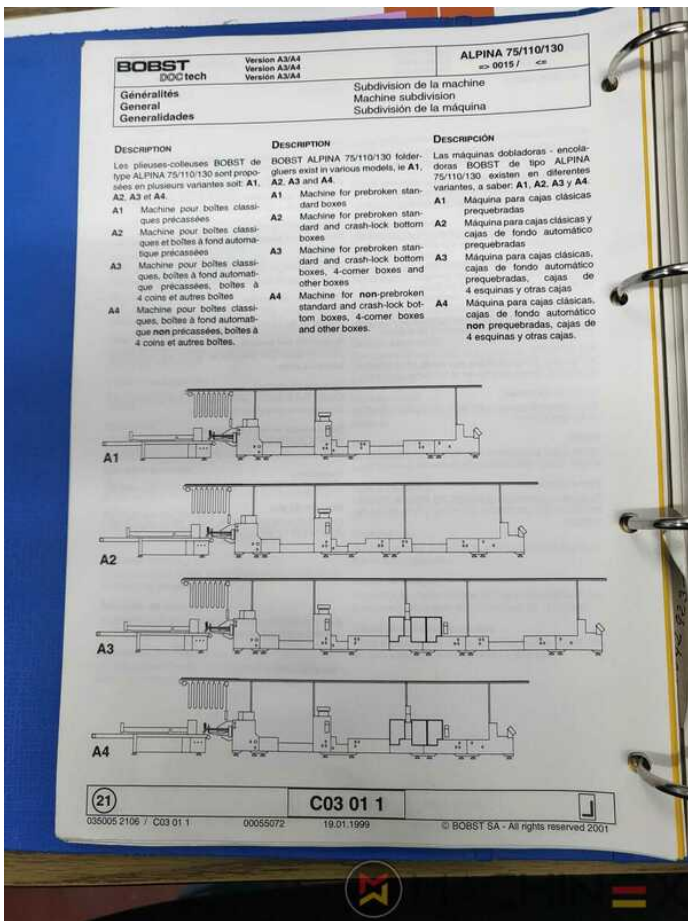 BOBST
DOC tech
Version A3/A4
Version A3/A4
Versión A3/A4
ALPINA 75/110/130
=> 0015 / <=
Généralités
General
Generalidades
Subdivision de la machine
Machine subdivision
Subdivisión de la máquina
DESCRIPTION
Les plieuses-colleuses BOBST de
type ALPINA 75/110/130 sont propo-
sées en plusieurs variantes soit: A1,
A2, A3 et A4.
A1 Machine pour boîtes classi-
ques précassées
A2 Machine pour boîtes classi-
ques et boîtes à fond automa-
tique précassées
A3 Machine pour boîtes classi-
ques, boîtes à fond automati-
que précassées, boîtes à
4 coins et autres boîtes
A4 Machine pour boîtes classi-
ques, boîtes à fond automati-
que non précassées, boîtes à
4 coins et autres boîtes.
DESCRIPTION
BOBST ALPINA 75/110/130 folder-
gluers exist in various models, ie A1,
A2, A3 and A4.
A1 Machine for prebroken stan-
dard boxes
A2 Machine for prebroken stan-
dard and crash-lock bottom
boxes
A3 Machine for prebroken stan-
dard and crash-lock bottom
boxes, 4-corner boxes and
other boxes
A4 Machine for non-prebroken
standard and crash-lock bot-
tom boxes, 4-corner boxes
and other boxes.
DESCRIPCIÓN
Las máquinas dobladoras - encola-
doras BOBST de tipo ALPINA
75/110/130 existen en diferentes
variantes, a saber: A1, A2, A3 y A4.
A1 Máquina para cajas clásicas
prequebradas
A2 Máquina para cajas clásicas y
cajas de fondo automático
prequebradas
A3 Máquina para cajas clásicas,
cajas de fondo automático
prequebradas, cajas de
4 esquinas y otras cajas
A4 Máquina para cajas clásicas,
cajas de fondo automático
non prequebradas, cajas de
4 esquinas y otras cajas.
A1
A2
A3
A4
21
C03 01 1
J
035005 2106 / C03 01 1
00055072
19.01.1999
© BOBST SA - All rights reserved 2001